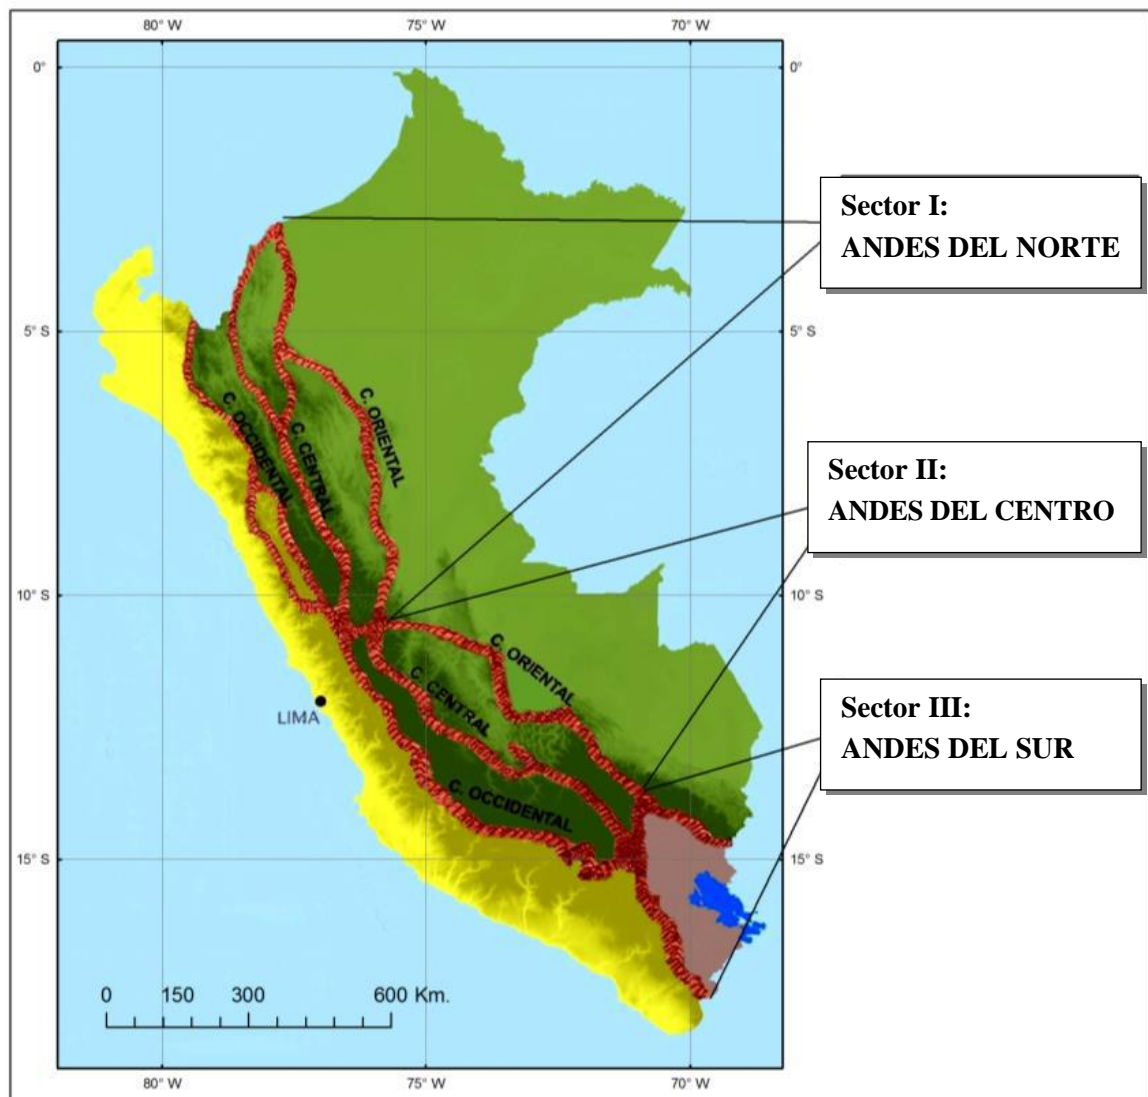 80° W 75° W 70° W
0° 0°
Sector I:
ANDES DEL NORTE
5° S 5° S
C. OCCIDENTAL
C. CENTRAL
C. ORIENTAL
Sector II:
ANDES DEL CENTRO
10° S 10° S
C. ORIENTAL
C. CENTRAL
LIMA
C. OCCIDENTAL
Sector III:
ANDES DEL SUR
15° S 15° S
0 150 300 600 Km.
80° W 75° W 70° W